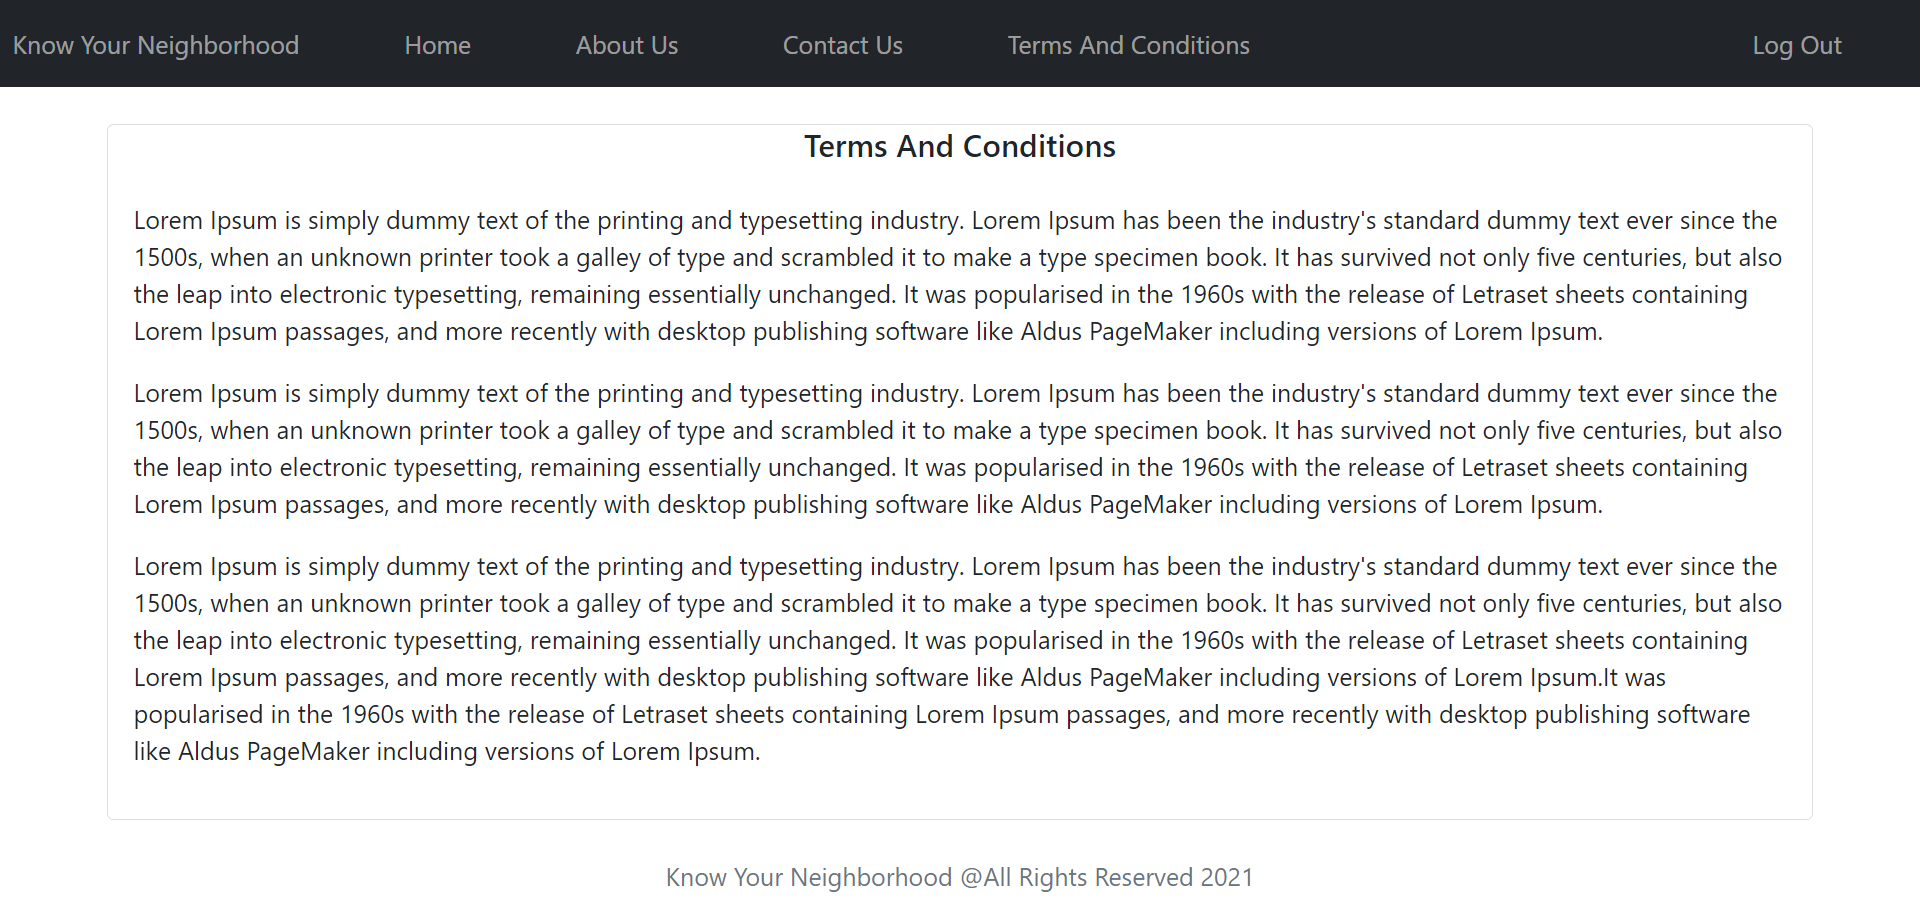 Know Your Neighborhood Home About Us Contact Us Terms And Conditions Log Out
Terms And Conditions
Lorem Ipsum is simply dummy text of the printing and typesetting industry. Lorem Ipsum has been the industry's standard dummy text ever since the
1500s, when an unknown printer took a galley of type and scrambled it to make a type specimen book. It has survived not only five centuries, but also
the leap into electronic typesetting, remaining essentially unchanged. It was popularised in the 1960s with the release of Letraset sheets containing
Lorem Ipsum passages, and more recently with desktop publishing software like Aldus PageMaker including versions of Lorem Ipsum.
Lorem Ipsum is simply dummy text of the printing and typesetting industry. Lorem Ipsum has been the industry's standard dummy text ever since the
1500s, when an unknown printer took a galley of type and scrambled it to make a type specimen book. It has survived not only five centuries, but also
the leap into electronic typesetting, remaining essentially unchanged. It was popularised in the 1960s with the release of Letraset sheets containing
Lorem Ipsum passages, and more recently with desktop publishing software like Aldus PageMaker including versions of Lorem Ipsum.
Lorem Ipsum is simply dummy text of the printing and typesetting industry. Lorem Ipsum has been the industry's standard dummy text ever since the
1500s, when an unknown printer took a galley of type and scrambled it to make a type specimen book. It has survived not only five centuries, but also
the leap into electronic typesetting, remaining essentially unchanged. It was popularised in the 1960s with the release of Letraset sheets containing
Lorem Ipsum passages, and more recently with desktop publishing software like Aldus PageMaker including versions of Lorem Ipsum.It was
popularised in the 1960s with the release of Letraset sheets containing Lorem Ipsum passages, and more recently with desktop publishing software
like Aldus PageMaker including versions of Lorem Ipsum.
Know Your Neighborhood @All Rights Reserved 2021